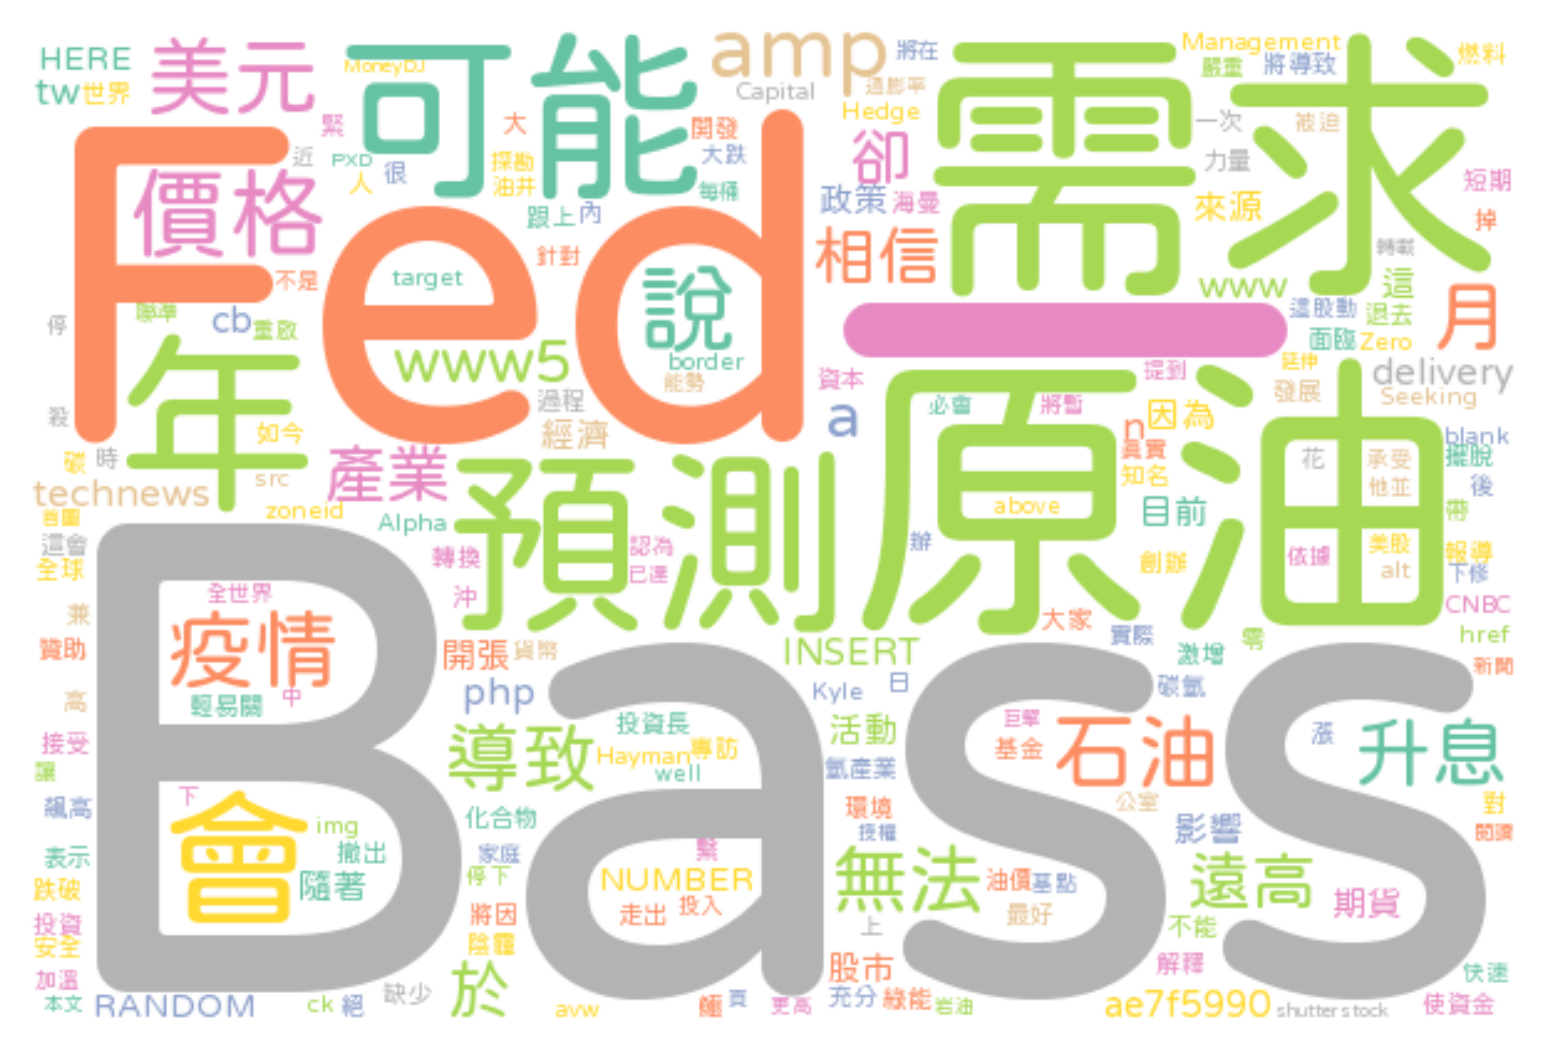 HERE
美元
可能
amp
將在
需求
Management
燃料
tw
世界
MoneyDJ
Capital
通膨率
嚴重
將導致
Hedge
緊
大
開發
卻
一次
被迫
Fed
近
PXD
很
探勘
大跌
力量
短期
價格
人
油井
每桶
政策
海曼
來源
掉
跟上
內
相信
轉載
針對
不是
target
說
www
這
月
停
聯準
cb
重啟
一
這股動
退去
年
www5
border
面臨
Zero
能勢
資本
提到
延伸
delivery
殺
過程
a
原油
必會
將暫
發展
Seeking
如今
經濟
n
因為
blank
碳
時
產業
預測
真實
花
承受
擺脫
technews
src
知名
他並
後
首圖
zoneid
Alpha
above
目前
帶
這會
轉換
認為
辦
創辦
依據
美股
報導
全球
已達
alt
下修
全世界
沖
CNBC
兼
Bass
疫情
大家
實際
href
贊助
開張
貨幣
INSERT
激增
零
新聞
高
輕易關
中
php
Kyle
日
碳氫
接受
導致
投資長
活動
巨擘
石油
漲
升息
讓
Hayman
專訪
基金
well
氫產業
飆高
下
會
img
化合物
環境
公室
對
授權
影響
閱讀
表示
撤出
家庭
緊
無法
遠高
跌破
隨著
停下
NUMBER
油價
基點
期貨
投資
將因
走出
投入
最好
安全
陰霾
上
不能
加溫
於
股市
解釋
快速
本文
RANDOM
ck
絕
缺少
avw
頁
更高
充分
綠能
岩油
ae7f5990
shutterstock
使資金